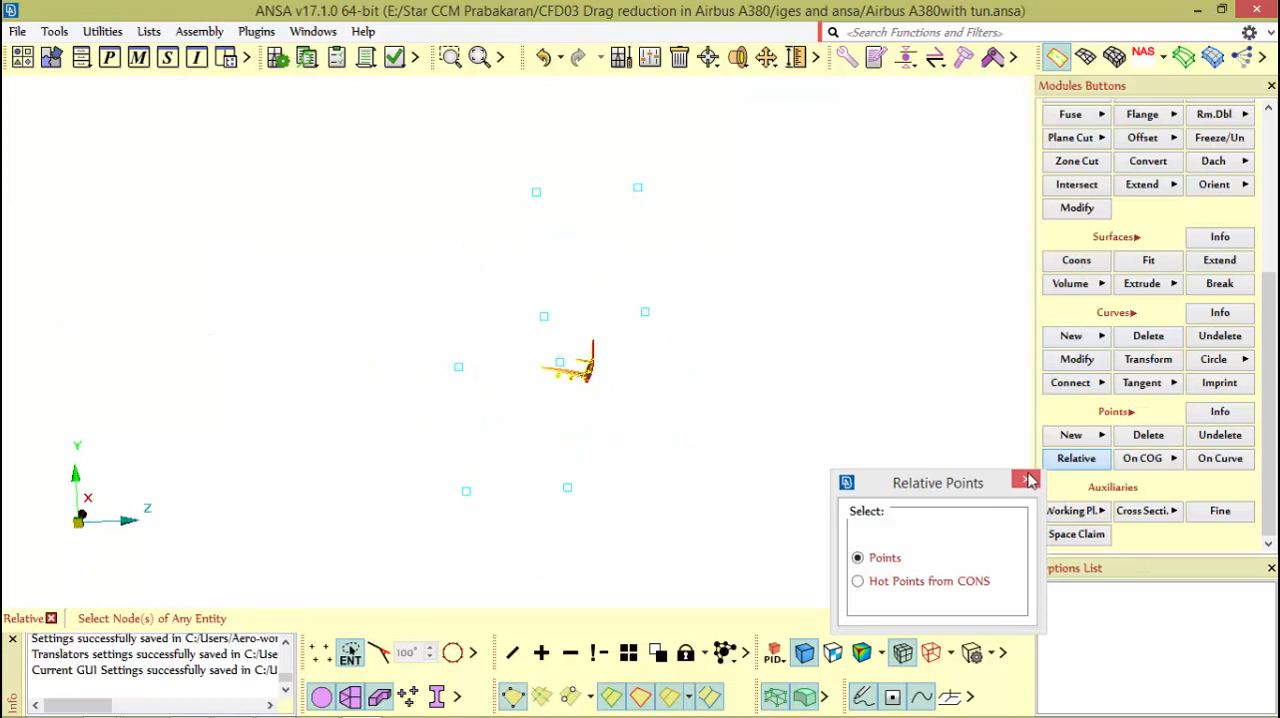 ANSA v17.1.0 64-bit (E:/Star CCM Prabakaran/CFD03 Drag reduction in Airbus A380/iges and ansa/Airbus A380with tun.ansa)
File Tools Utilities Lists Assembly Plugins Windows Help
<Search Functions and Filters>
P M S I
NAS
Modules Buttons
Fuse Flange Rm.Dbl
Plane Cut Offset Freeze/Un
Zone Cut Convert Dach
Intersect Extend Orient
Modify
Surfaces Info
Coons Fit Extend
Volume Extrude Break
Curves Info
New Delete Undelete
Modify Transform Circle
Connect Tangent Imprint
Points Info
New Delete Undelete
Relative On COG On Curve
Auxiliaries
Working Pl. Cross Secti. Fine
Space Claim
ptions List
Relative Points
Select:
Points
Hot Points from CONS
Y
X
Z
Relative Select Node(s) of Any Entity
Settings successfully saved in C:/Users/Aero-wor
Translators settings successfully saved in C:/Use
Current GUI Settings successfully saved in C:/U
Info
ENT 100° PID